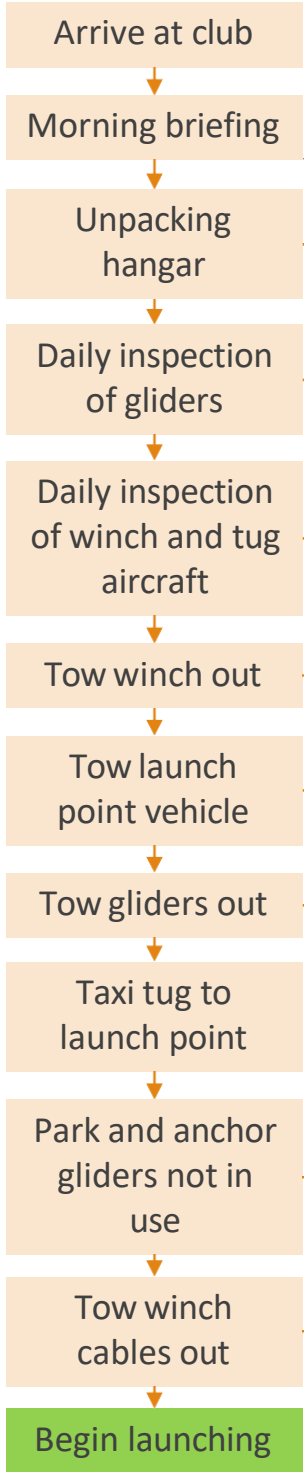 Arrive at club
Morning briefing
Unpacking
hangar
Daily inspection
of gliders
Daily inspection
of winch and tug
aircraft
Tow winch out
Tow launch
point vehicle
Tow gliders out
Taxi tug to
launch point
Park and anchor
gliders not in
use
Tow winch
cables out
Begin launching